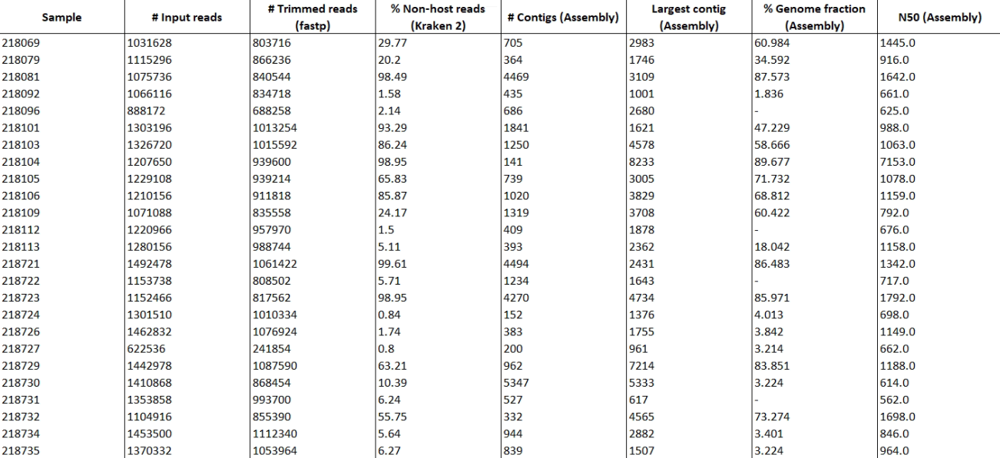 Sample # Input reads # Trimmed reads (fastp) % Non-host reads (Kraken 2) # Contigs (Assembly) Largest contig (Assembly) % Genome fraction (Assembly) N50 (Assembly)
218069 1031628 803716 29.77 705 2983 60.984 1445.0
218079 1115296 866236 20.2 364 1746 34.592 916.0
218081 1075736 840544 98.49 4469 3109 87.573 1642.0
218092 1066116 834718 1.58 435 1001 1.836 661.0
218096 888172 688258 2.14 686 2680 - 625.0
218101 1303196 1013254 93.29 1841 1621 47.229 988.0
218103 1326720 1015592 86.24 1250 4578 58.666 1063.0
218104 1207650 939600 98.95 141 8233 89.677 7153.0
218105 1229108 939214 65.83 739 3005 71.732 1078.0
218106 1210156 911818 85.87 1020 3829 68.812 1159.0
218109 1071088 835558 24.17 1319 3708 60.422 792.0
218112 1220966 957970 1.5 409 1878 - 676.0
218113 1280156 988744 5.11 393 2362 18.042 1158.0
218721 1492478 1061422 99.61 4494 2431 86.483 1342.0
218722 1153738 808502 5.71 1234 1643 - 717.0
218723 1152466 817562 98.95 4270 4734 85.971 1792.0
218724 1301510 1010334 0.84 152 1376 4.013 698.0
218726 1462832 1076924 1.74 383 1755 3.842 1149.0
218727 622536 241854 0.8 200 961 3.214 662.0
218729 1442978 1087590 63.21 962 7214 83.851 1188.0
218730 1410868 868454 10.39 5347 5333 3.224 614.0
218731 1353858 993700 6.24 527 617 - 562.0
218732 1104916 855390 55.75 332 4565 73.274 1698.0
218734 1453500 1112340 5.64 944 2882 3.401 846.0
218735 1370332 1053964 6.27 839 1507 3.224 964.0